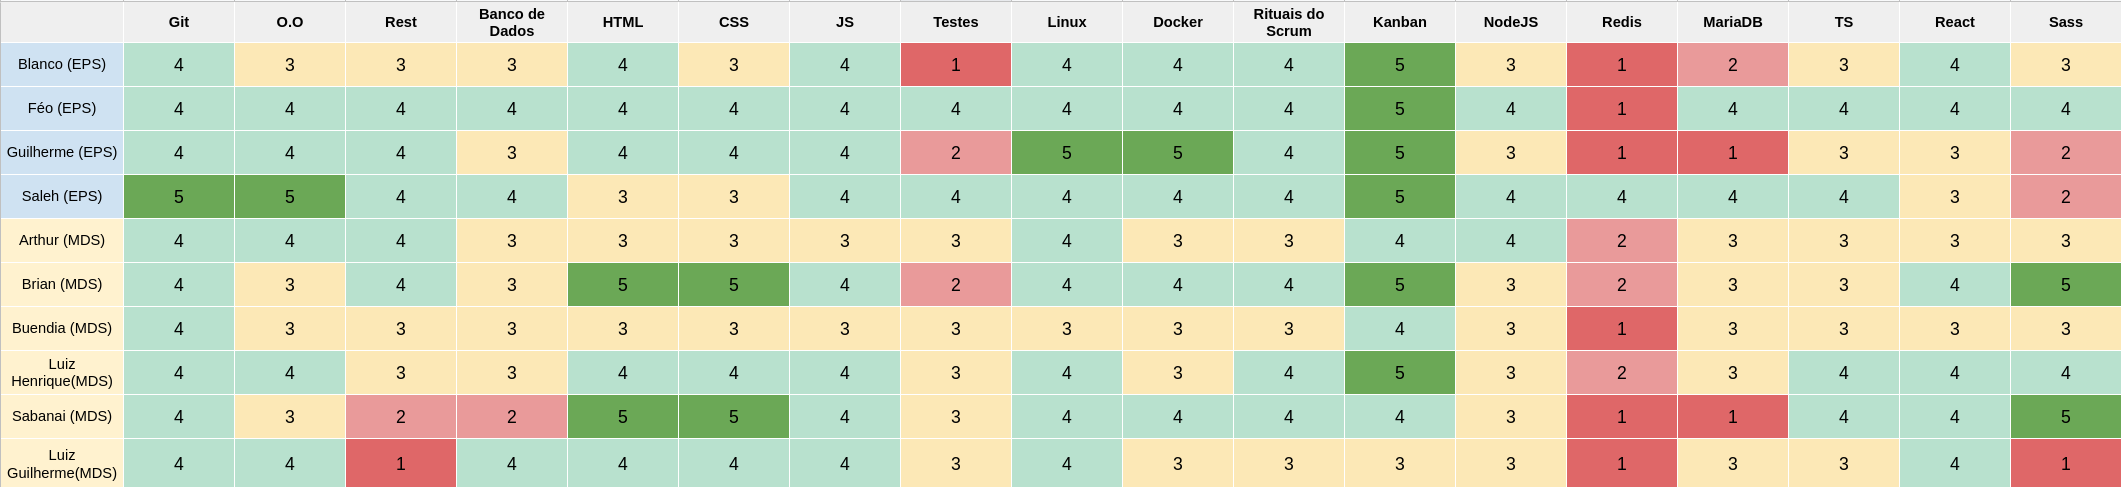 Git O.O Rest Banco de Dados HTML CSS JS Testes Linux Docker Rituais do Scrum Kanban NodeJS Redis MariaDB TS React Sass
Blanco (EPS) 4 3 3 3 4 3 4 1 4 4 4 5 3 1 2 3 4 3
Féo (EPS) 4 4 4 4 4 4 4 4 4 4 4 5 4 1 4 4 4 4
Guilherme (EPS) 4 4 4 3 4 4 4 2 5 5 4 5 3 1 1 3 3 2
Saleh (EPS) 5 5 4 4 3 3 4 4 4 4 4 5 4 4 4 4 3 2
Arthur (MDS) 4 4 4 3 3 3 3 3 4 3 3 4 4 2 3 3 3 3
Brian (MDS) 4 3 4 3 5 5 4 2 4 4 4 5 3 2 3 3 4 5
Buendia (MDS) 4 3 3 3 3 3 3 3 3 3 3 4 3 1 3 3 3 3
Luiz Henrique(MDS) 4 4 3 3 4 4 4 3 4 3 4 5 3 2 3 4 4 4
Sabanai (MDS) 4 3 2 2 5 5 4 3 4 4 4 4 3 1 1 4 4 5
Luiz Guilherme(MDS) 4 4 1 4 4 4 4 3 4 3 3 3 3 1 3 3 4 1